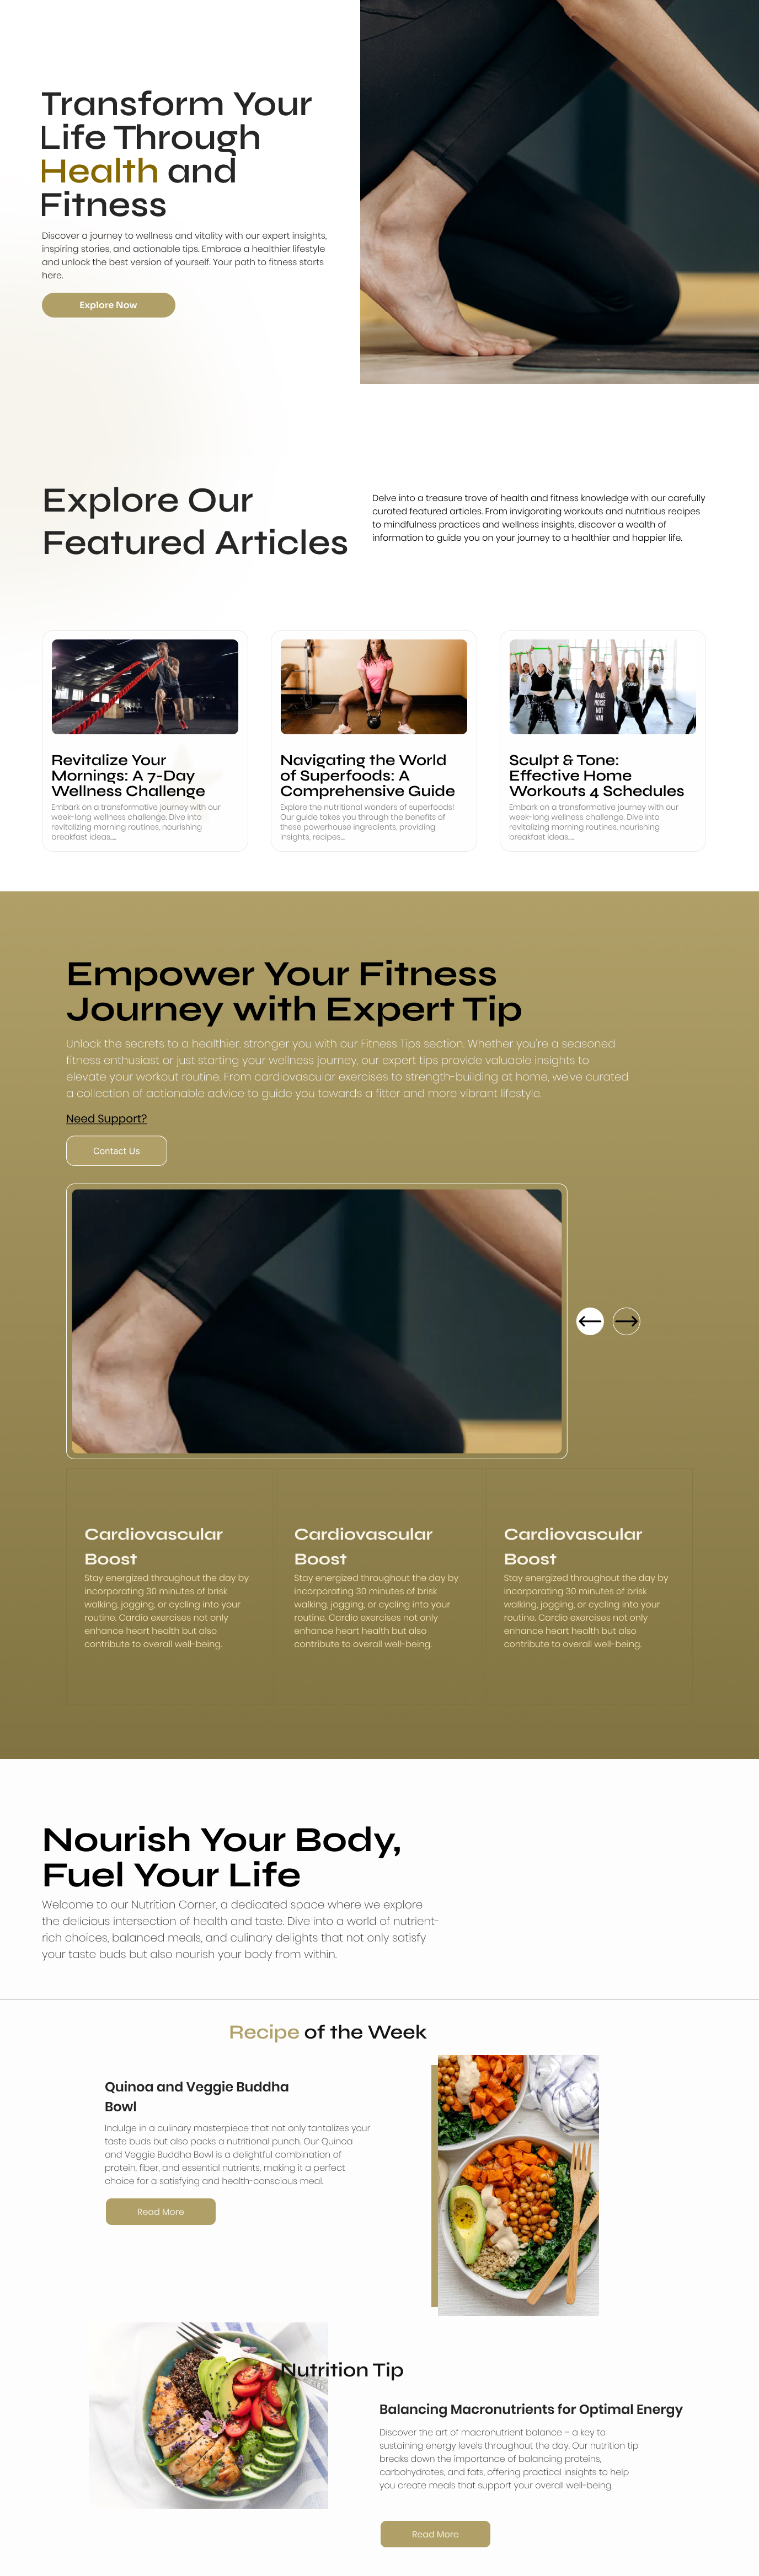 Transform Your
Life Through
Health and
Fitness
Discover a journey to wellness and vitality with our expert insights,
inspiring stories, and actionable tips. Embrace a healthier lifestyle
and unlock the best version of yourself. Your path to fitness starts
here.
Explore Now
Explore Our
Featured Articles
Delve into a treasure trove of health and fitness knowledge with our carefully
curated featured articles. From invigorating workouts and nutritious recipes
to mindfulness practices and wellness insights, discover a wealth of
information to guide you on your journey to a healthier and happier life.
MAKE
NOISE
NOT
WAR
Revitalize Your
Mornings: A 7-Day
Wellness Challenge
Embark on a transformative journey with our
week-long wellness challenge. Dive into
revitalizing morning routines, nourishing
breakfast ideas....
Navigating the World
of Superfoods: A
Comprehensive Guide
Explore the nutritional wonders of superfoods!
Our guide takes you through the benefits of
these powerhouse ingredients, providing
insights, recipes...
Sculpt & Tone:
Effective Home
Workouts 4 Schedules
Embark on a transformative journey with our
week-long wellness challenge. Dive into
revitalizing morning routines, nourishing
breakfast ideas....
Empower Your Fitness
Journey with Expert Tip
Unlock the secrets to a healthier, stronger you with our Fitness Tips section. Whether you're a seasoned
fitness enthusiast or just starting your wellness journey, our expert tips provide valuable insights to
elevate your workout routine. From cardiovascular exercises to strength-building at home, we've curated
a collection of actionable advice to guide you towards a fitter and more vibrant lifestyle.
Need Support?
Contact Us
Cardiovascular
Boost
Stay energized throughout the day by
incorporating 30 minutes of brisk
walking, jogging, or cycling into your
routine. Cardio exercises not only
enhance heart health but also
contribute to overall well-being.
Cardiovascular
Boost
Stay energized throughout the day by
incorporating 30 minutes of brisk
walking, jogging, or cycling into your
routine. Cardio exercises not only
enhance heart health but also
contribute to overall well-being.
Cardiovascular
Boost
Stay energized throughout the day by
incorporating 30 minutes of brisk
walking, jogging, or cycling into your
routine. Cardio exercises not only
enhance heart health but also
contribute to overall well-being.
Nourish Your Body,
Fuel Your Life
Welcome to our Nutrition Corner, a dedicated space where we explore
the delicious intersection of health and taste. Dive into a world of nutrient-
rich choices, balanced meals, and culinary delights that not only satisfy
your taste buds but also nourish your body from within.
Recipe of the Week
Quinoa and Veggie Buddha
Bowl
Indulge in a culinary masterpiece that not only tantalizes your
taste buds but also packs a nutritional punch. Our Quinoa
and Veggie Buddha Bowl is a delightful combination of
protein, fiber, and essential nutrients, making it a perfect
choice for a satisfying and health-conscious meal.
Read More
Nutrition Tip
Balancing Macronutrients for Optimal Energy
Discover the art of macronutrient balance – a key to
sustaining energy levels throughout the day. Our nutrition tip
breaks down the importance of balancing proteins,
carbohydrates, and fats, offering practical insights to help
you create meals that support your overall well-being.
Read More